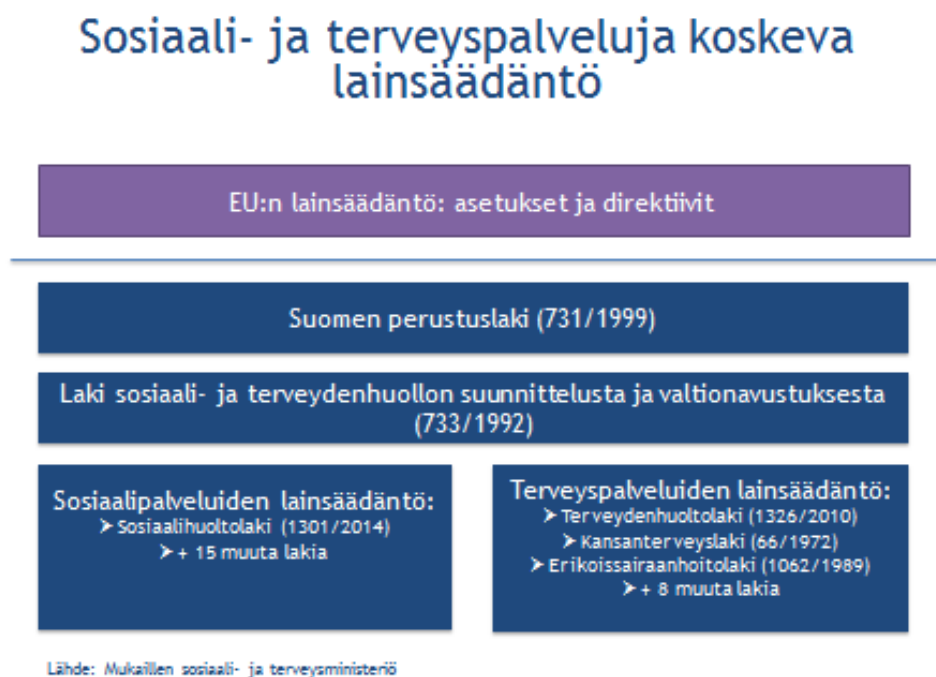 Sosiaali- ja terveyspalveluja koskeva
lainsäädäntö
EU:n lainsäädäntö: asetukset ja direktiivit
Suomen perustuslaki (731/1999)
Laki sosiaali- ja terveydenhuollon suunnittelusta ja valtionavustuksesta
(733/1992)
Sosiaalipalveluiden lainsäädäntö:
➤ Sosiaalihuoltolaki (1301/2014)
➤ + 15 muuta lakia
Terveyspalveluiden lainsäädäntö:
➤ Terveydenhuoltolaki (1326/2010)
➤ Kansanterveyslaki (66/1972)
➤ Erikoissairaanhoitolaki (1062/1989)
➤ + 8 muuta lakia
Lähde: Mukaillen sosiaali- ja terveysministeriö